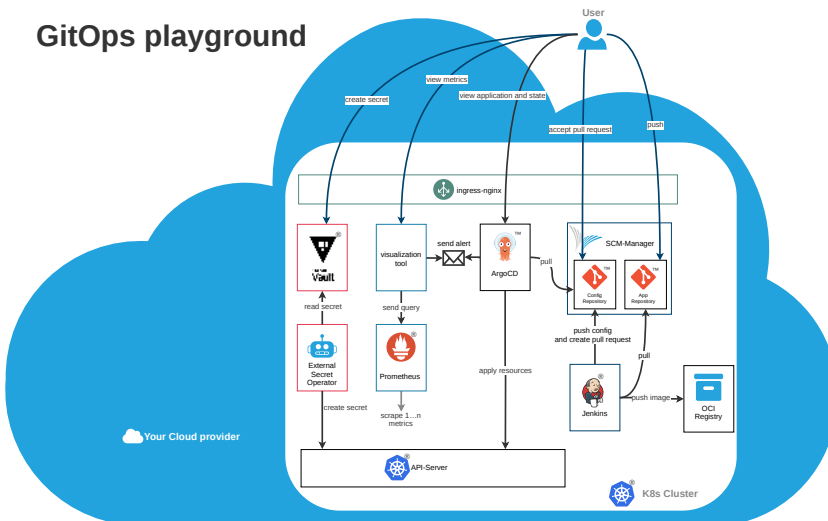 User
GitOps playground
view metrics
create secret
view application and state
accept pull request
push
ingress-nginx
®
Vault
visualization
tool
send alert
™
ArgoCD
SCM-Manager
pull
™
Config
Repository
™
App
Repository
read secret
send query
push config
and create pull request
External
Secret
Operator
®
Prometheus
apply resources
pull
®
Jenkins
push image
OCI
Registry
create secret
scrape 1...n
metrics
Your Cloud provider
®
API-Server
®
K8s Cluster